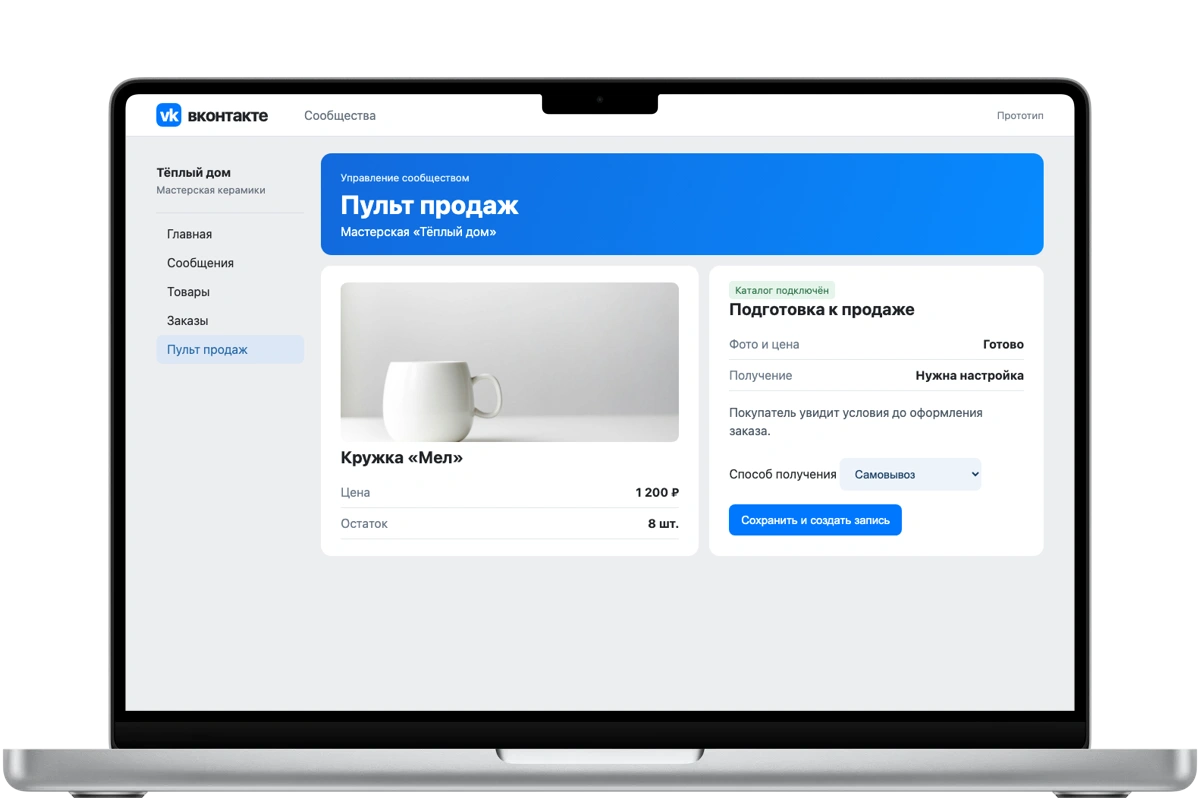 vk вконтакте
Сообщества
Прототип
Тёплый дом
Мастерская керамики
Главная
Сообщения
Товары
Заказы
Пульт продаж
Управление сообществом
Пульт продаж
Мастерская «Тёплый дом»
Кружка «Мел»
Цена 1 200 ₽
Остаток 8 шт.
Каталог подключён
Подготовка к продаже
Фото и цена Готово
Получение Нужна настройка
Покупатель увидит условия до оформления
заказа.
Способ получения Самовывоз
Сохранить и создать запись